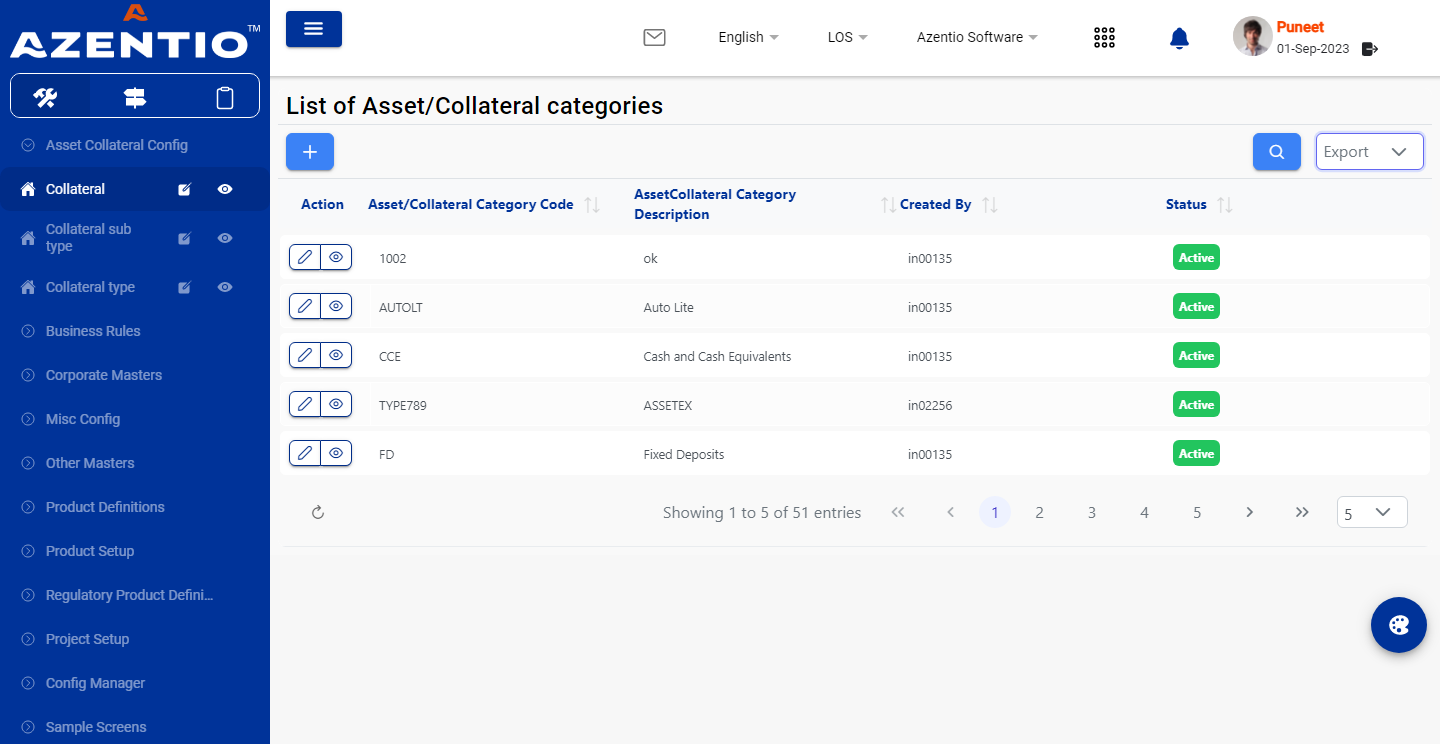 AZENTIO™
English
LOS
Azentio Software
Puneet
01-Sep-2023
Asset Collateral Config
Collateral
Collateral sub
type
Collateral type
Business Rules
Corporate Masters
Misc Config
Other Masters
Product Definitions
Product Setup
Regulatory Product Defini...
Project Setup
Config Manager
Sample Screens
List of Asset/Collateral categories
Export
Action Asset/Collateral Category Code AssetCollateral Category
Description Created By Status
1002 ok in00135 Active
AUTOLT Auto Lite in00135 Active
CCE Cash and Cash Equivalents in00135 Active
TYPE789 ASSETEX in02256 Active
FD Fixed Deposits in00135 Active
Showing 1 to 5 of 51 entries 1 2 3 4 5 5